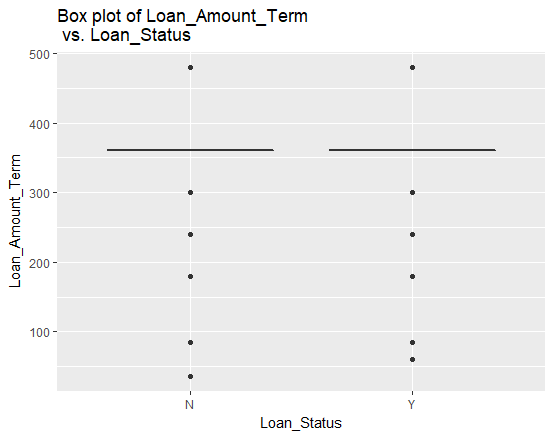 Box plot of Loan_Amount_Term
vs. Loan_Status
Loan_Amount_Term
500
400
300
200
100
N Y
Loan_Status